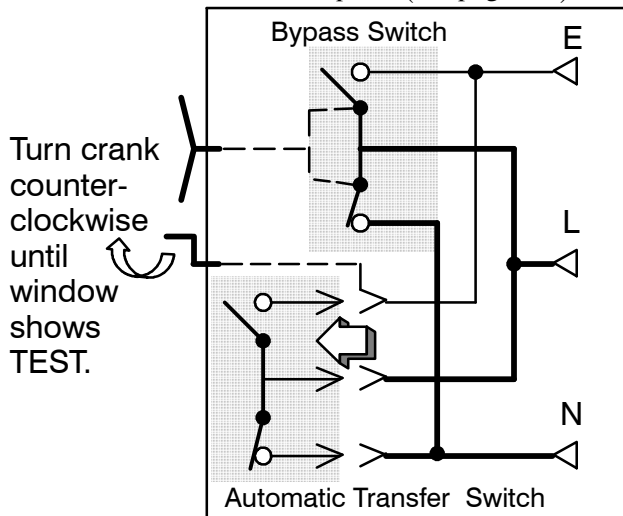 Bypass Switch
E
Turn crank
counter-
clockwise
until
window
shows
TEST.
L
N
Automatic Transfer Switch